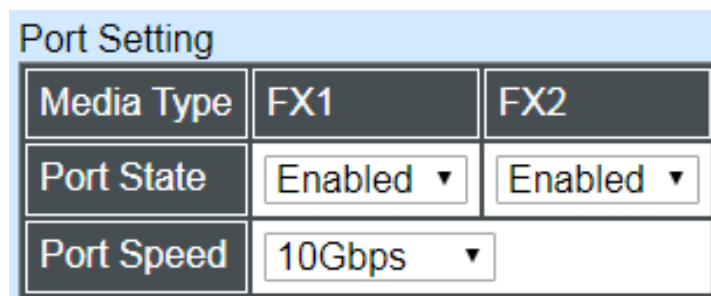 Port Setting
Media Type FX1 FX2
Port State Enabled Enabled
Port Speed 10Gbps